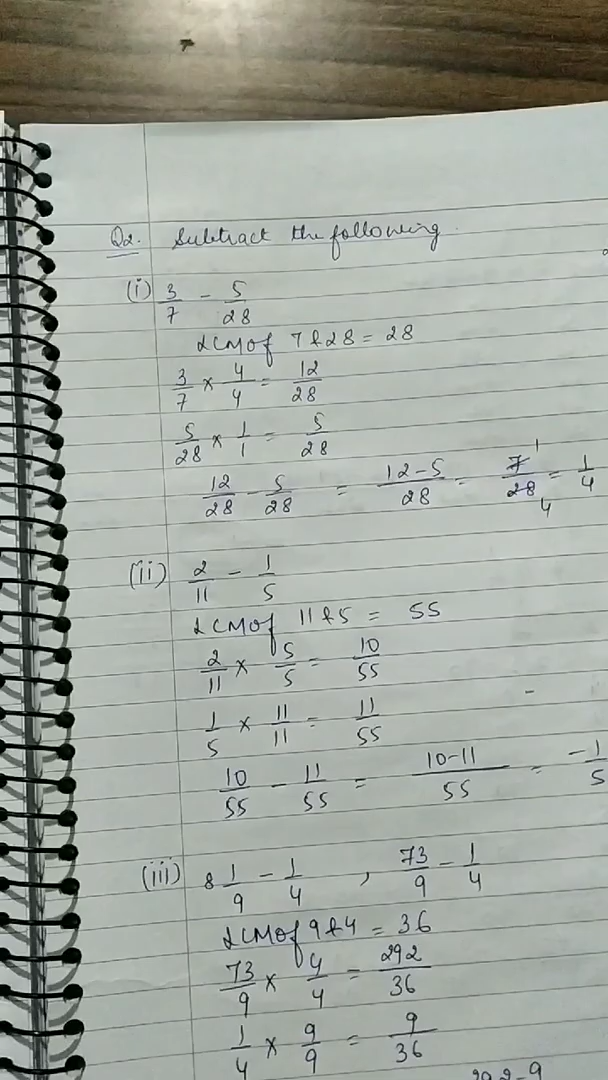 Q2. Subtract the following.
(i) 3/7 - 5/28
LCM of 7 & 28 = 28
3/7 × 4/4 = 12/28
5/28 × 1/1 = 5/28
12/28 - 5/28 = 12-5/28 = 7/28 1 4 = 1/4
(ii) 2/11 - 1/5
LCM of 11 & 5 = 55
2/11 × 5/5 = 10/55
1/5 × 11/11 = 11/55
10/55 - 11/55 = 10-11/55 = -1/5
(iii) 8 1/9 - 1/4 , 73/9 - 1/4
LCM of 9 & 4 = 36
73/9 × 4/4 = 292/36
1/4 × 9/9 = 9/36
292-9